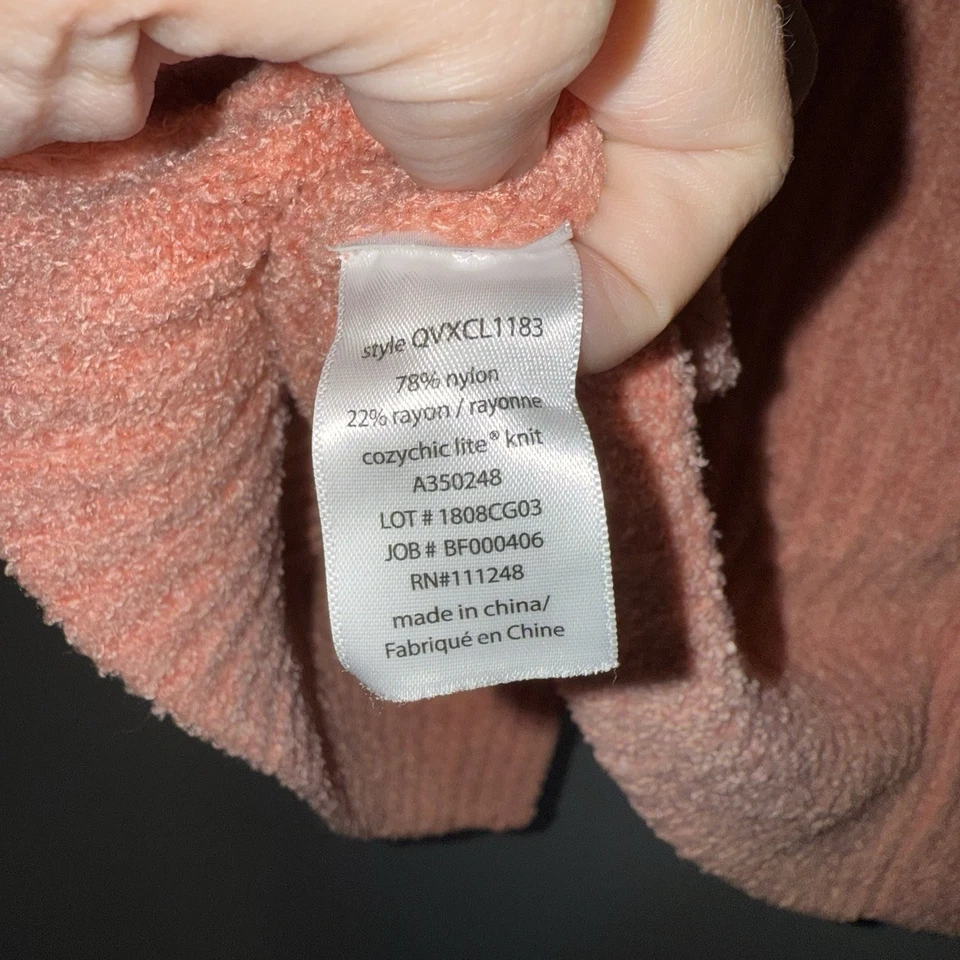 style QVXCL1183
78% nylon
22% rayon / rayonne
cozychic lite® knit
A350248
LOT # 1808CG03
JOB # BF000406
RN#111248
made in china/
Fabriqué en Chine